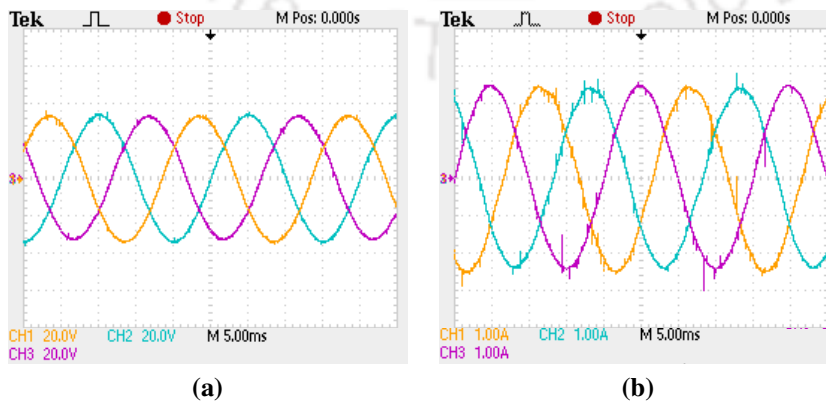 Tek Stop M Pos: 0.000s
3
CH1 20.0V CH2 20.0V M 5.00ms
CH3 20.0V
(a)
Tek Stop M Pos: 0.000s
3
CH1 1.00A CH2 1.00A M 5.00ms
CH3 1.00A
(b)